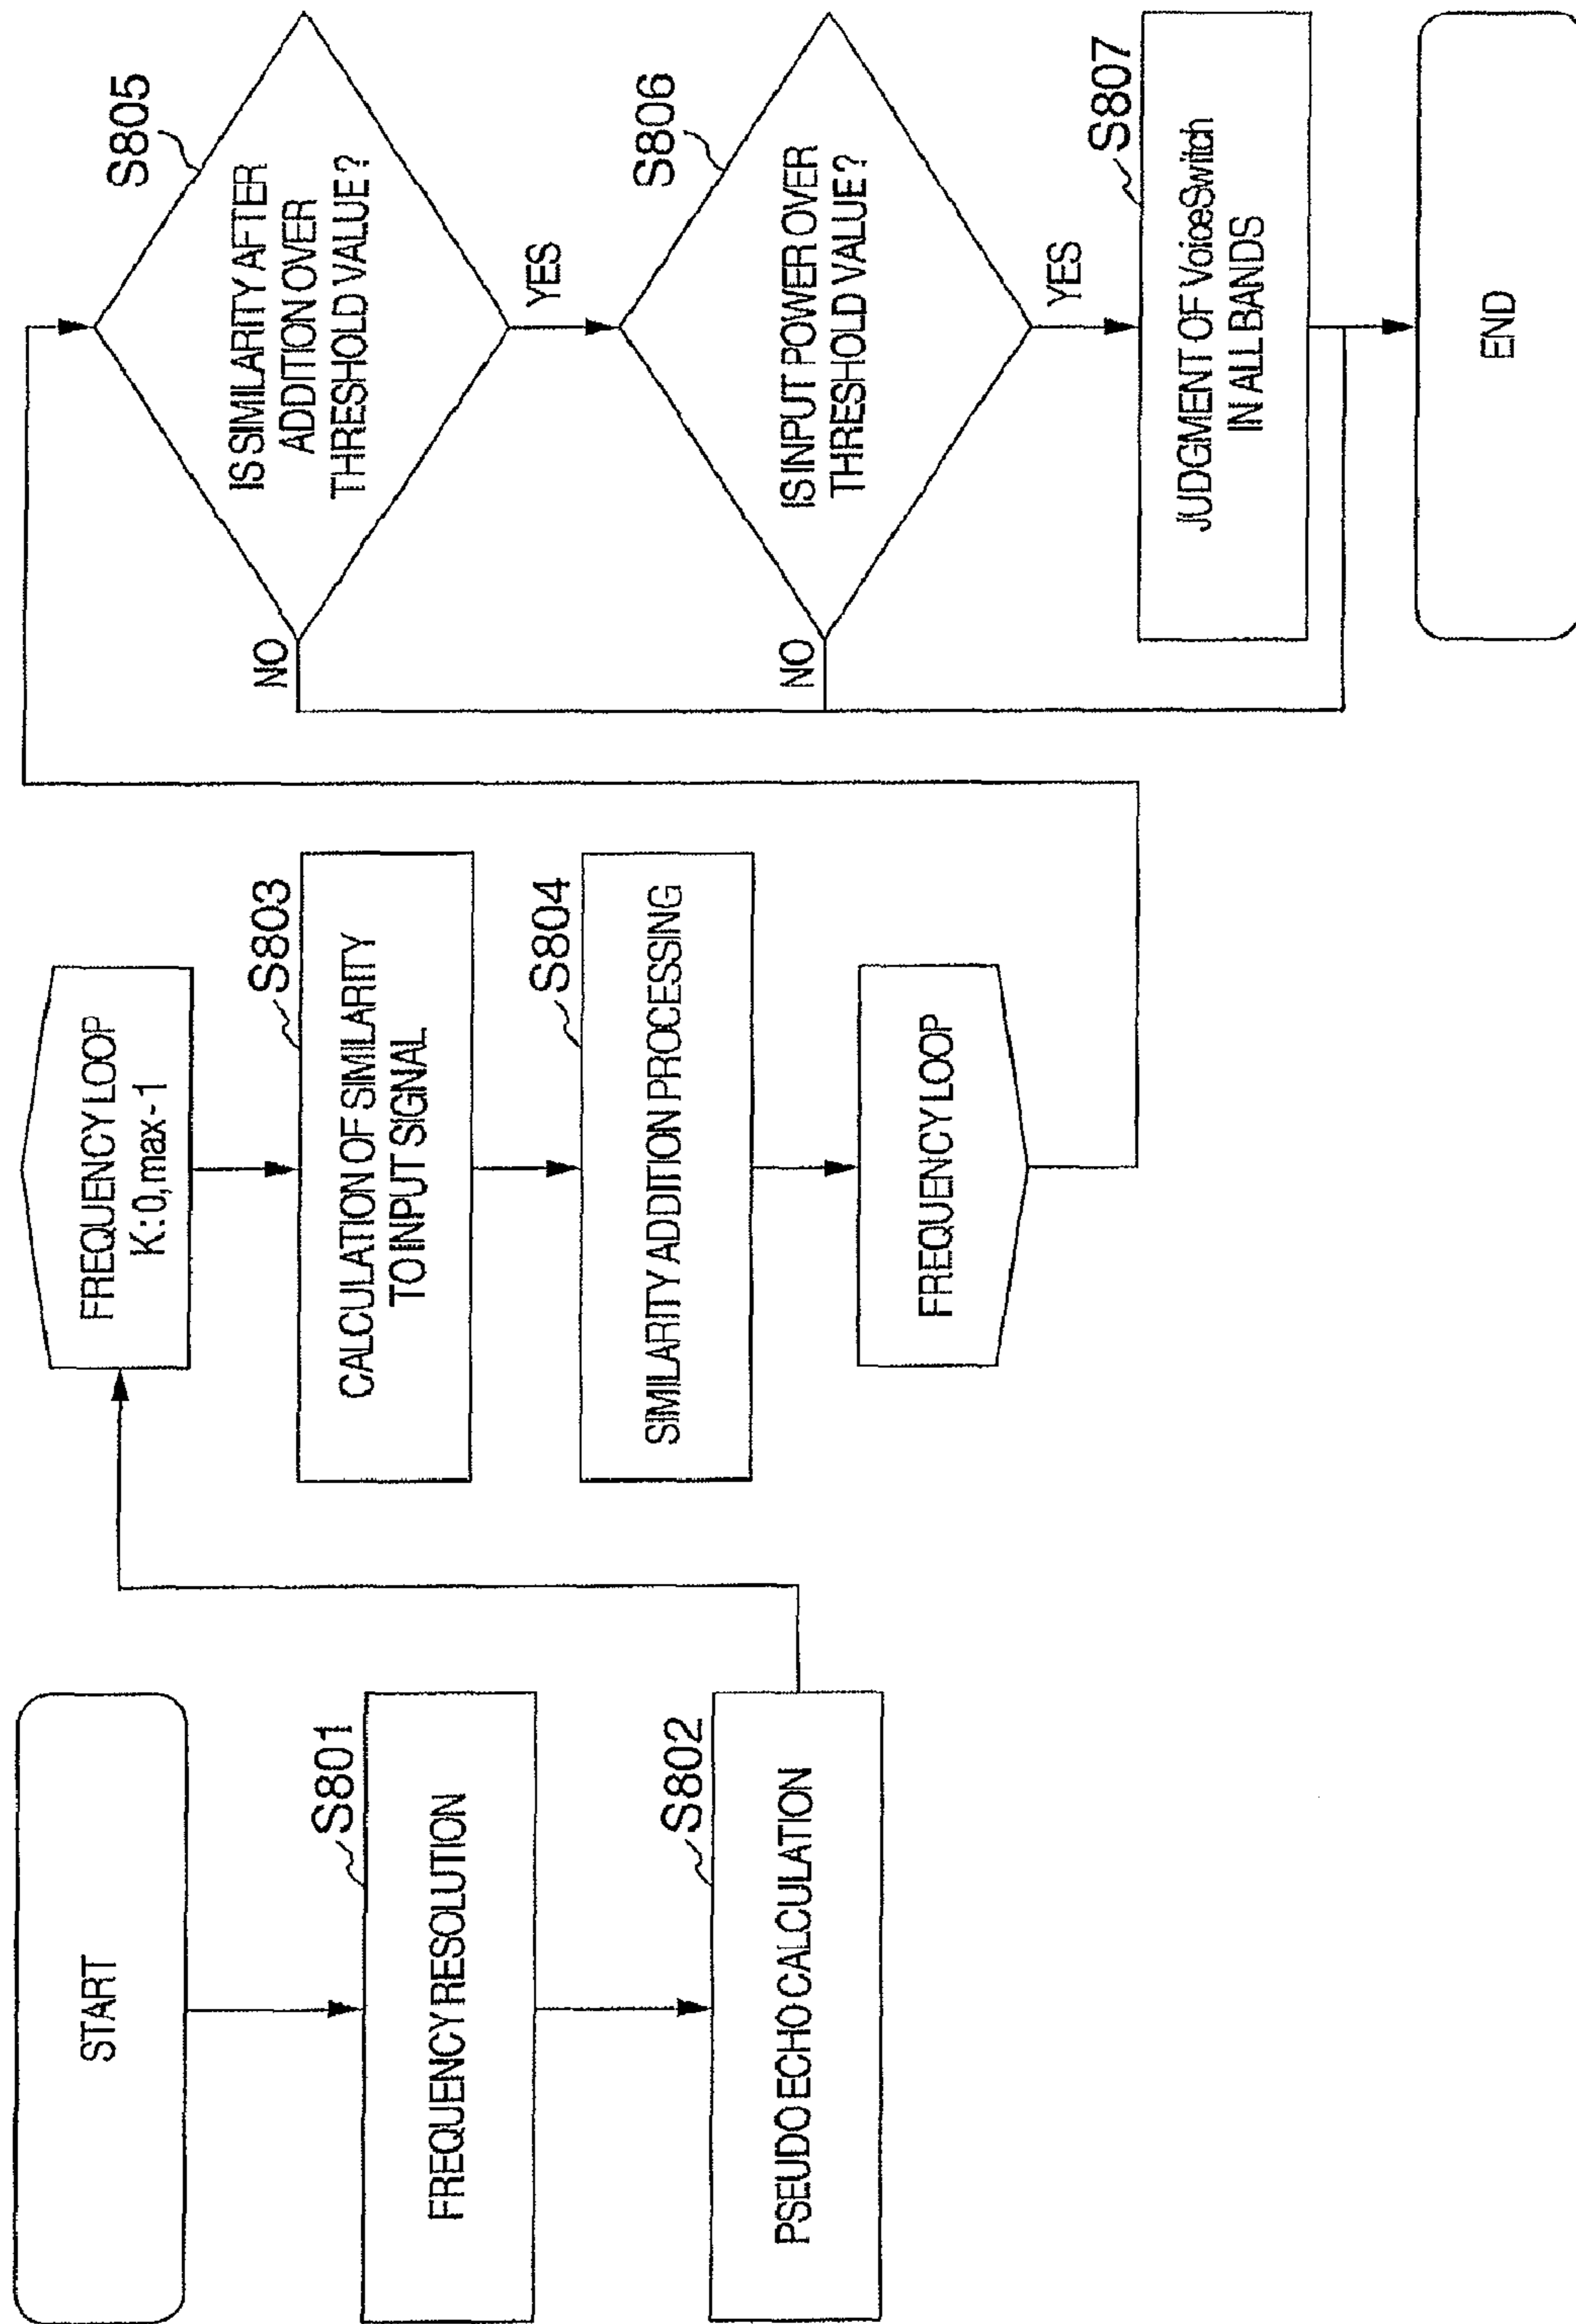 START
S801
FREQUENCY RESOLUTION
S802
PSEUDO ECHO CALCULATION
FREQUENCY LOOP
K:0,max-1
S803
CALCULATION OF SIMILARITY
TO INPUT SIGNAL
S804
SIMILARITY ADDITION PROCESSING
FREQUENCY LOOP
S805
IS SIMILARITY AFTER
ADDITION OVER
THRESHOLD VALUE?
NO
YES
S806
IS INPUT POWER OVER
THRESHOLD VALUE?
NO
YES
S807
JUDGMENT OF VoiceSwitch
IN ALL BANDS
END